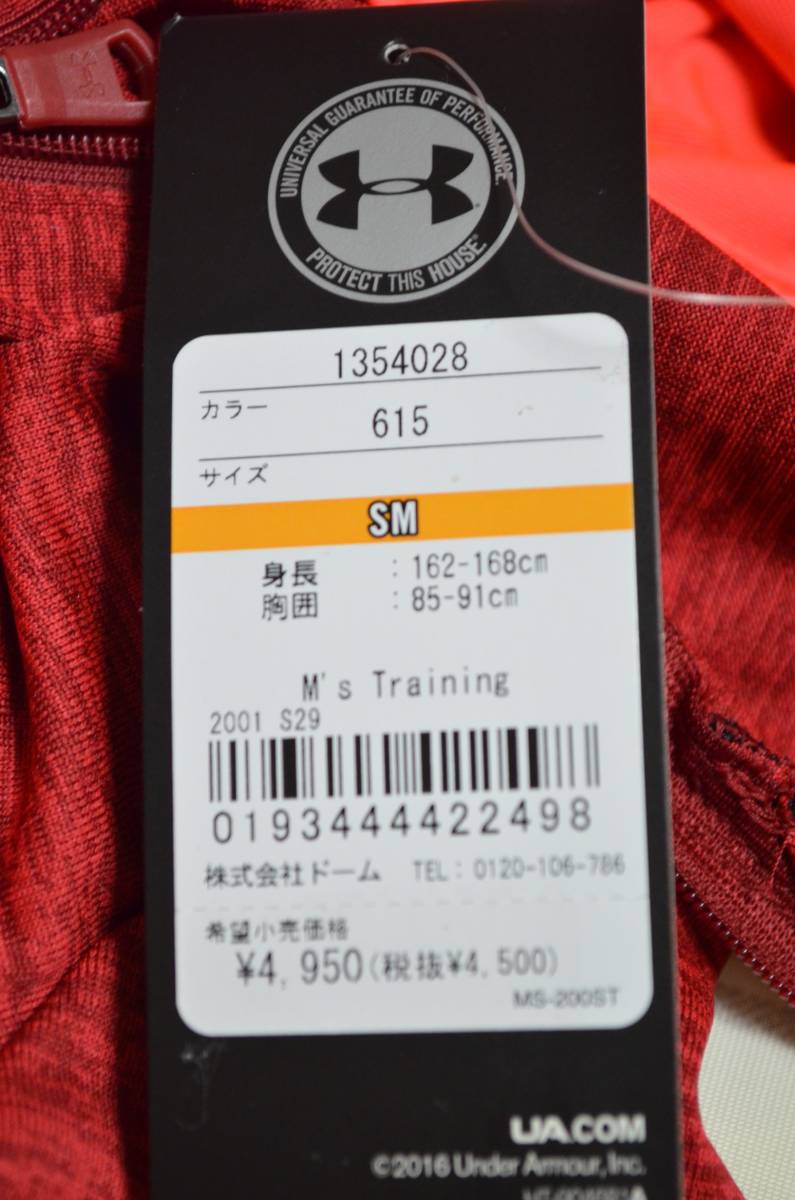 UNIVERSAL GUARANTEE OF PERFORMANCE.
PROTECT THIS HOUSE.
1354028
カラー
615
サイズ
SM
身長 : 162-168cm
胸囲 : 85-91cm
M's Training
2001 S29
0193444422498
株式会社ドーム TEL: 0120-106-786
希望小売価格
¥4,950(税抜¥4,500)
MS-200ST
UA.COM
©2016 Under Armour, Inc.